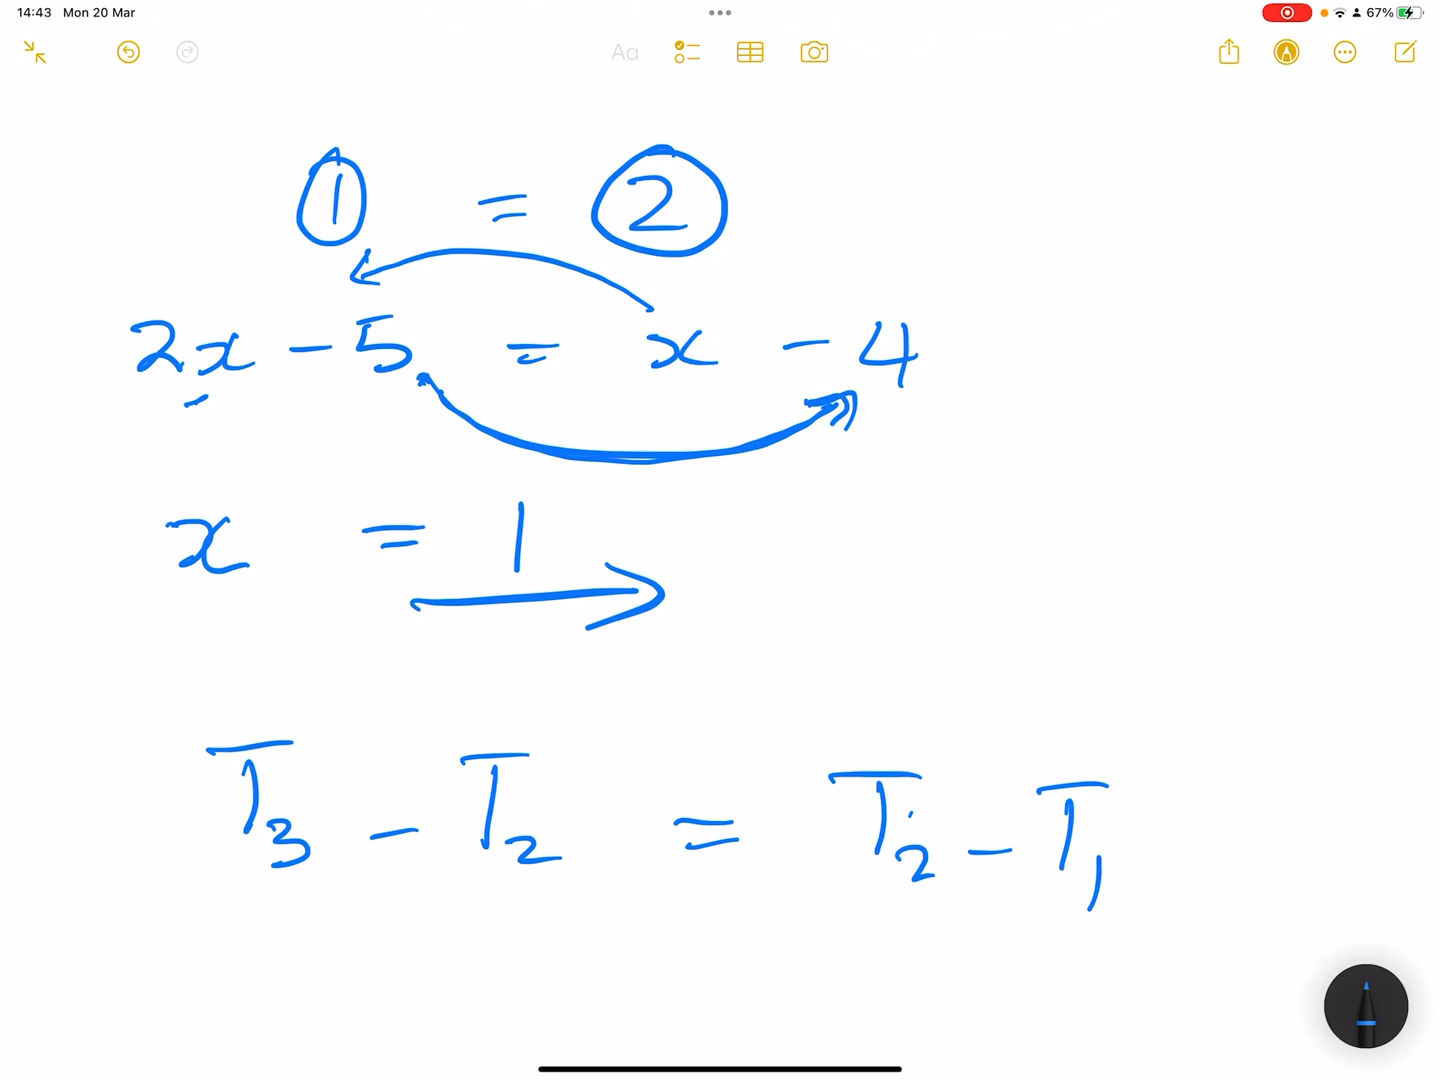 14:43 Mon 20 Mar 67%
Aa
① = ②
2x - 5 = x - 4
x = 1
T₃ - T₂ = T₂ - T₁